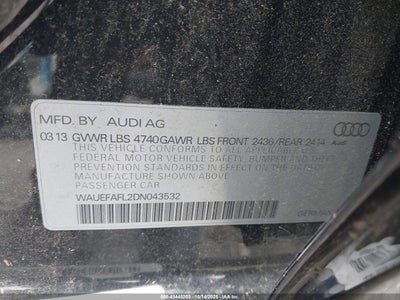 MFD. BY AUDI AG
03 13 GVWR LBS 4740 GAWR LBS FRONT 2436/REAR 2414
Audi
THIS VEHICLE CONFORMS TO ALL APPLICABLE
FEDERAL MOTOR VEHICLE SAFETY, BUMPER AND THEFT
PREVENTION STANDARDS IN EFFECT ON THE DATE OF
MANUFACTURE SHOWN ABOVE.
PASSENGER CAR
WAUEFAFL2DN043532